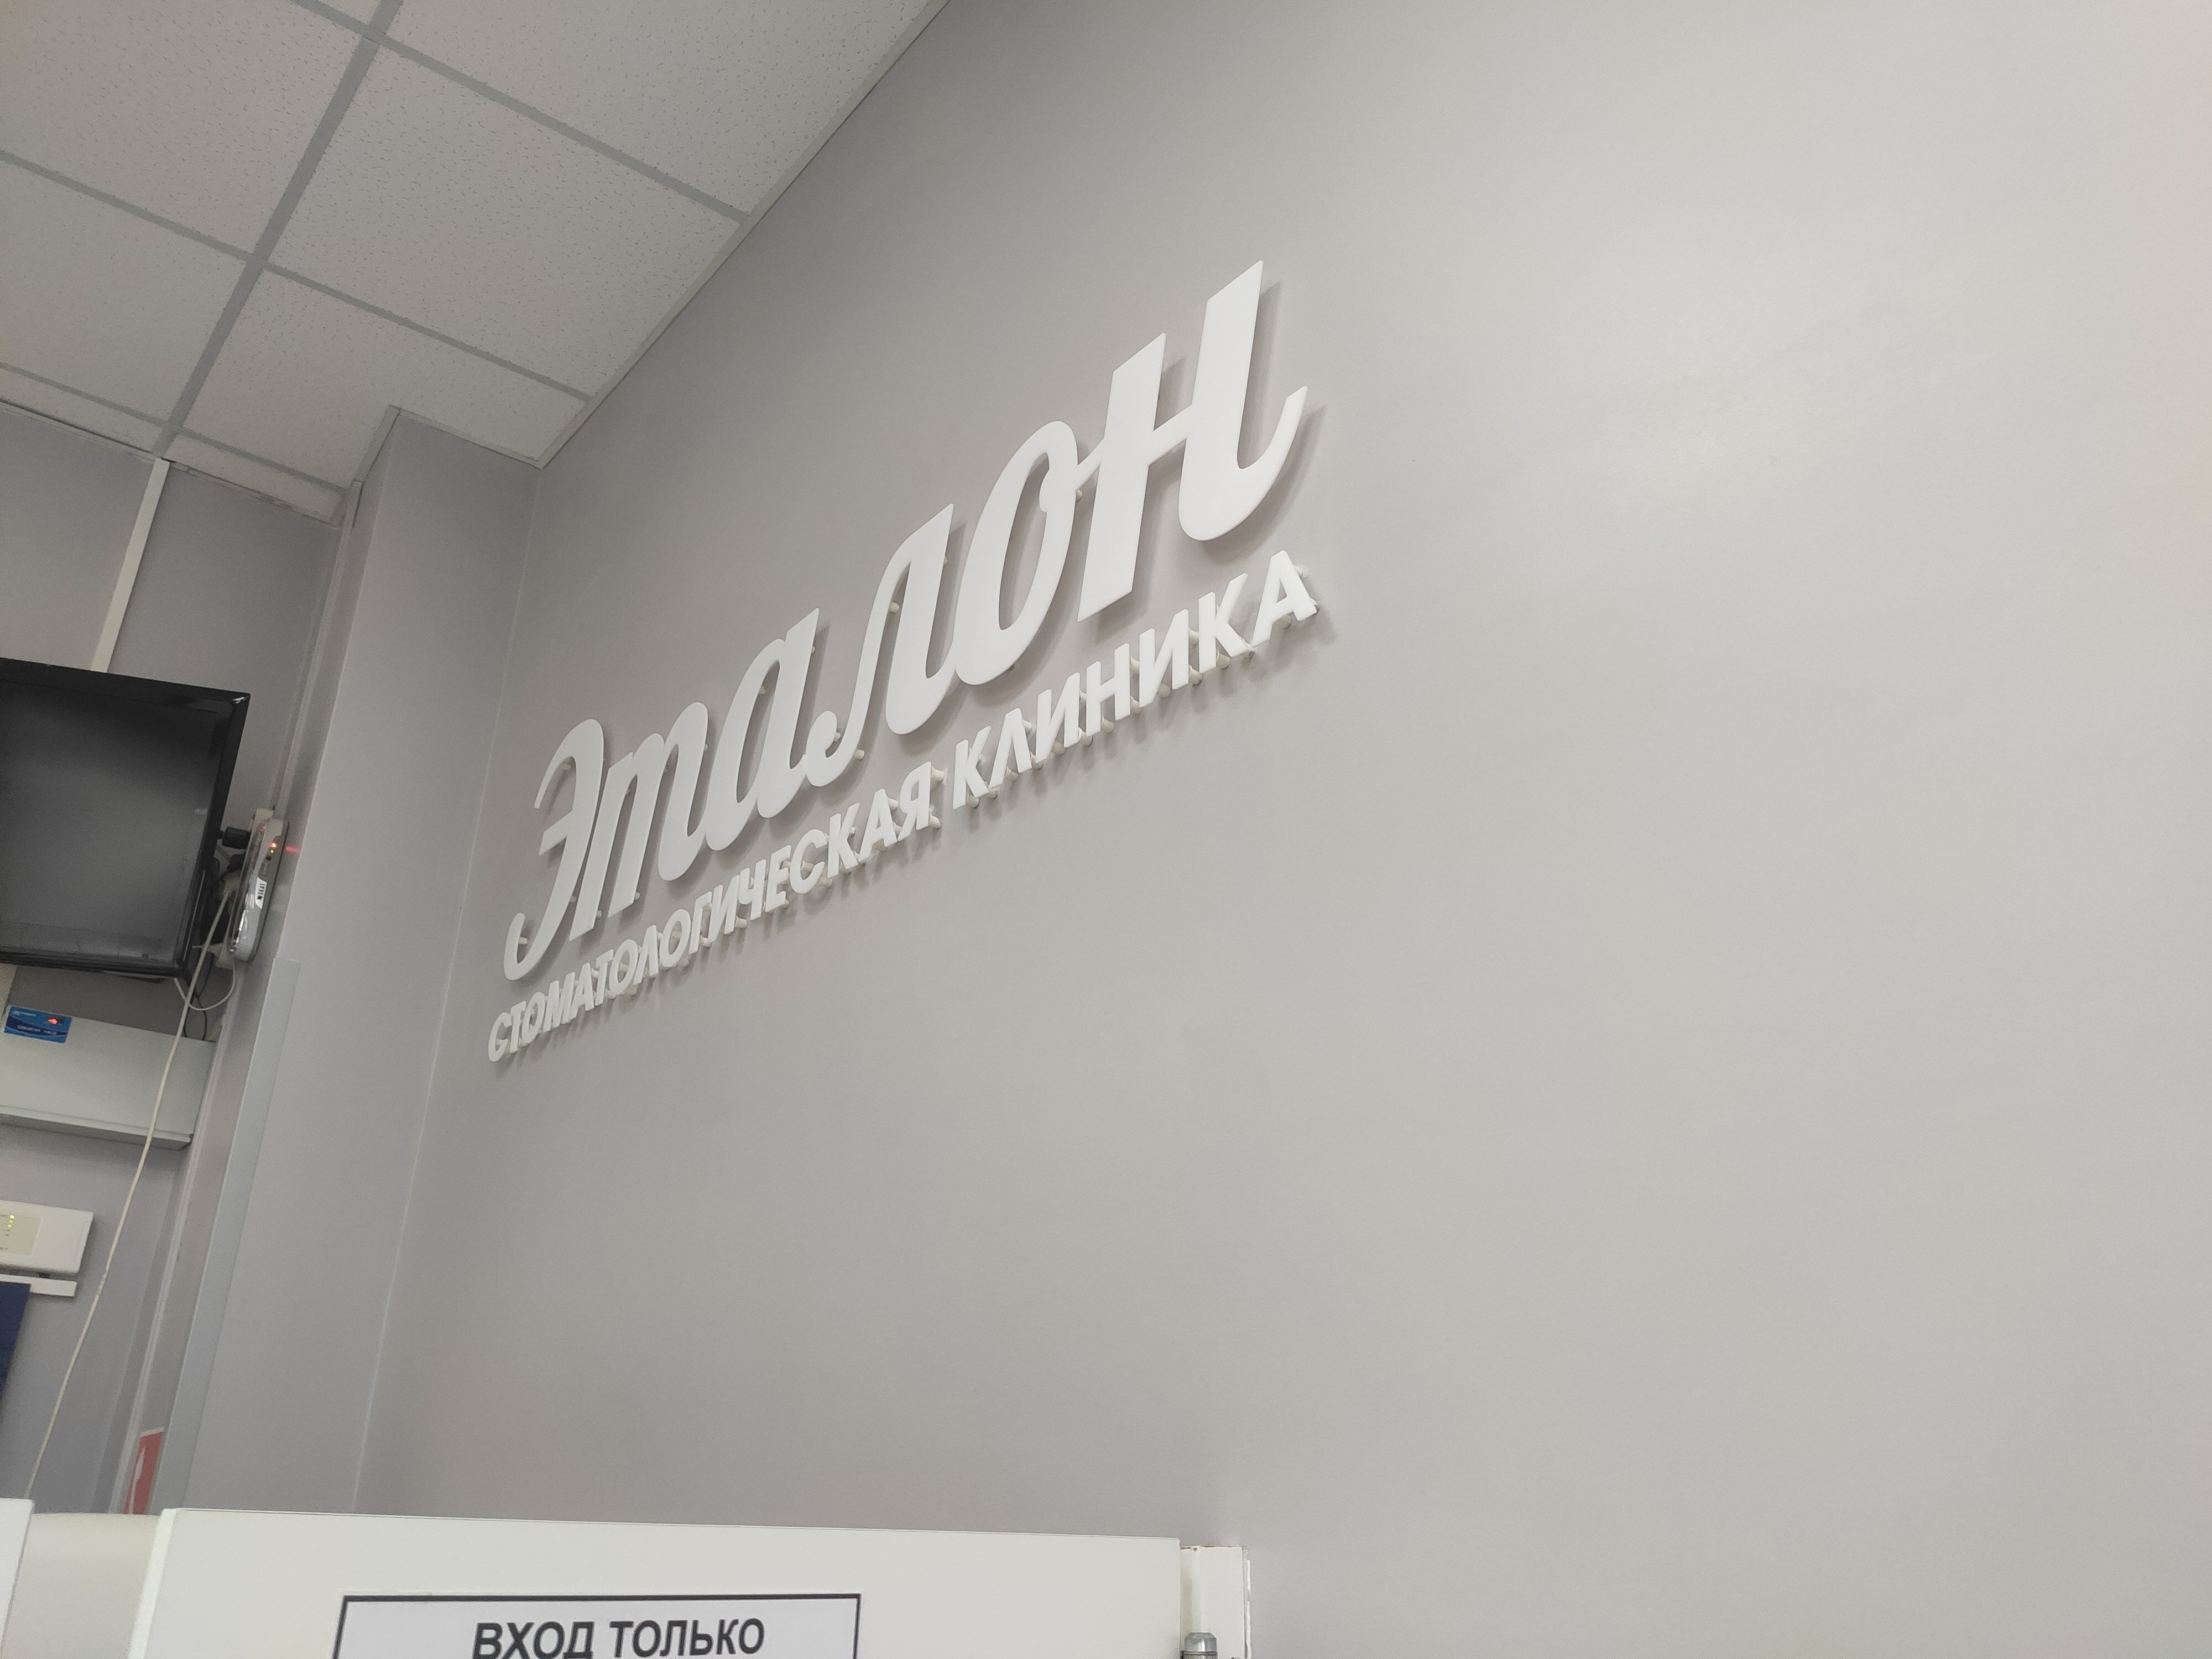 Эталон
СТОМАТОЛОГИЧЕСКАЯ КЛИНИКА
ВХОД ТОЛЬКО